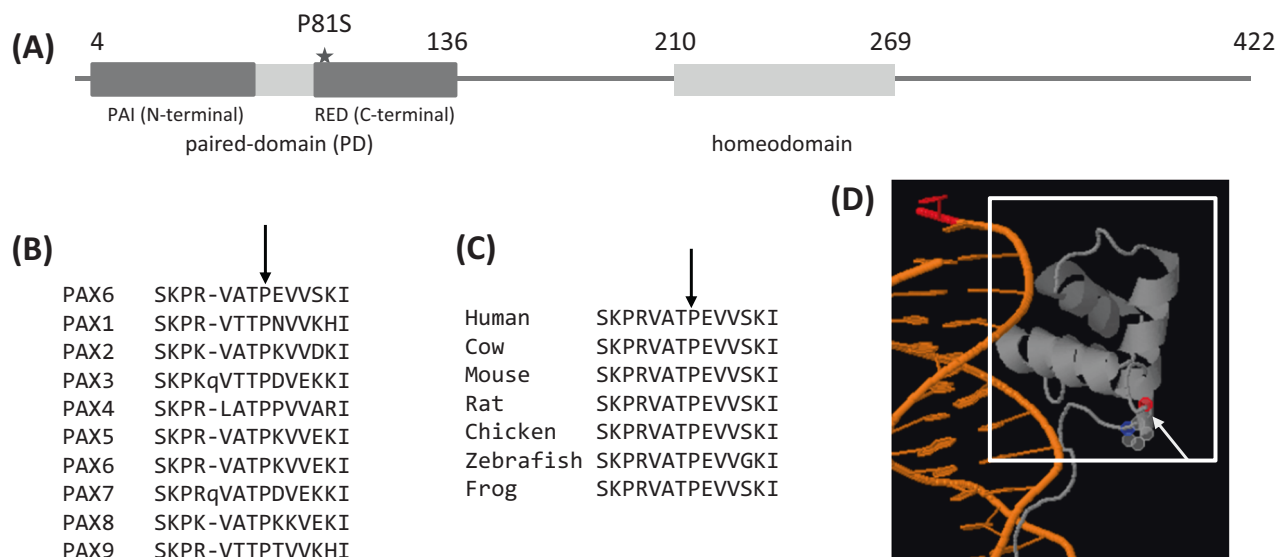 (A)
P81S
4 136 210 269 422
PAI (N-terminal) RED (C-terminal)
paired-domain (PD) homeodomain
(B)
PAX6 SKPR-VATPEVVSKI
PAX1 SKPR-VTTPNVVKHI
PAX2 SKPK-VATPKVVDKI
PAX3 SKPKqVTTPDVEKKI
PAX4 SKPR-LATPPVVARI
PAX5 SKPR-VATPKVVEKI
PAX6 SKPR-VATPKVVEKI
PAX7 SKPRqVATPDVEKKI
PAX8 SKPK-VATPKKVEKI
PAX9 SKPR-VTTPTVVKHI
(C)
Human SKPRVATPEVVSKI
Cow SKPRVATPEVVSKI
Mouse SKPRVATPEVVSKI
Rat SKPRVATPEVVSKI
Chicken SKPRVATPEVVSKI
Zebrafish SKPRVATPEVVGKI
Frog SKPRVATPEVVSKI
(D)